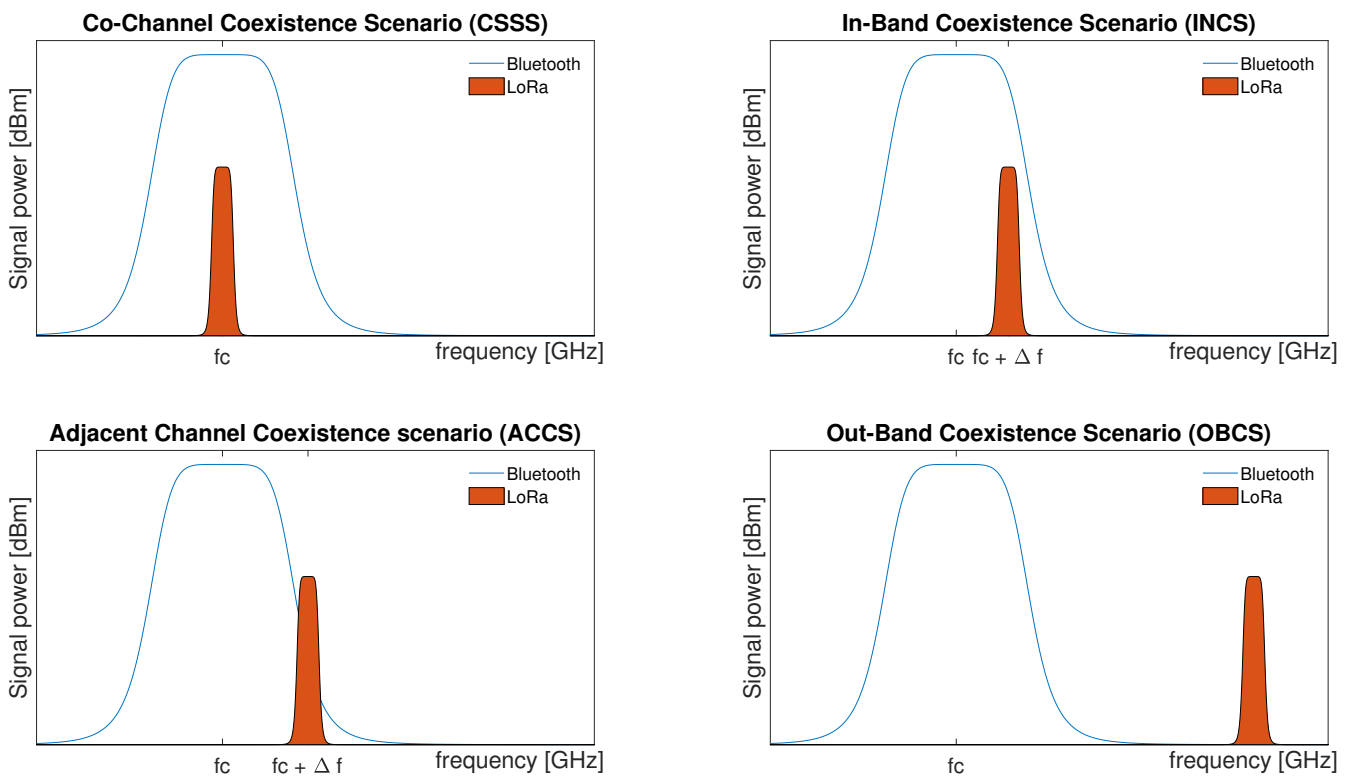 Co-Channel Coexistence Scenario (CSSS)
Signal power [dBm]
Bluetooth
LoRa
fc
frequency [GHz]
In-Band Coexistence Scenario (INCS)
Signal power [dBm]
Bluetooth
LoRa
fc fc + Δ f
frequency [GHz]
Adjacent Channel Coexistence scenario (ACCS)
Signal power [dBm]
Bluetooth
LoRa
fc fc + Δ f
frequency [GHz]
Out-Band Coexistence Scenario (OBCS)
Signal power [dBm]
Bluetooth
LoRa
fc
frequency [GHz]